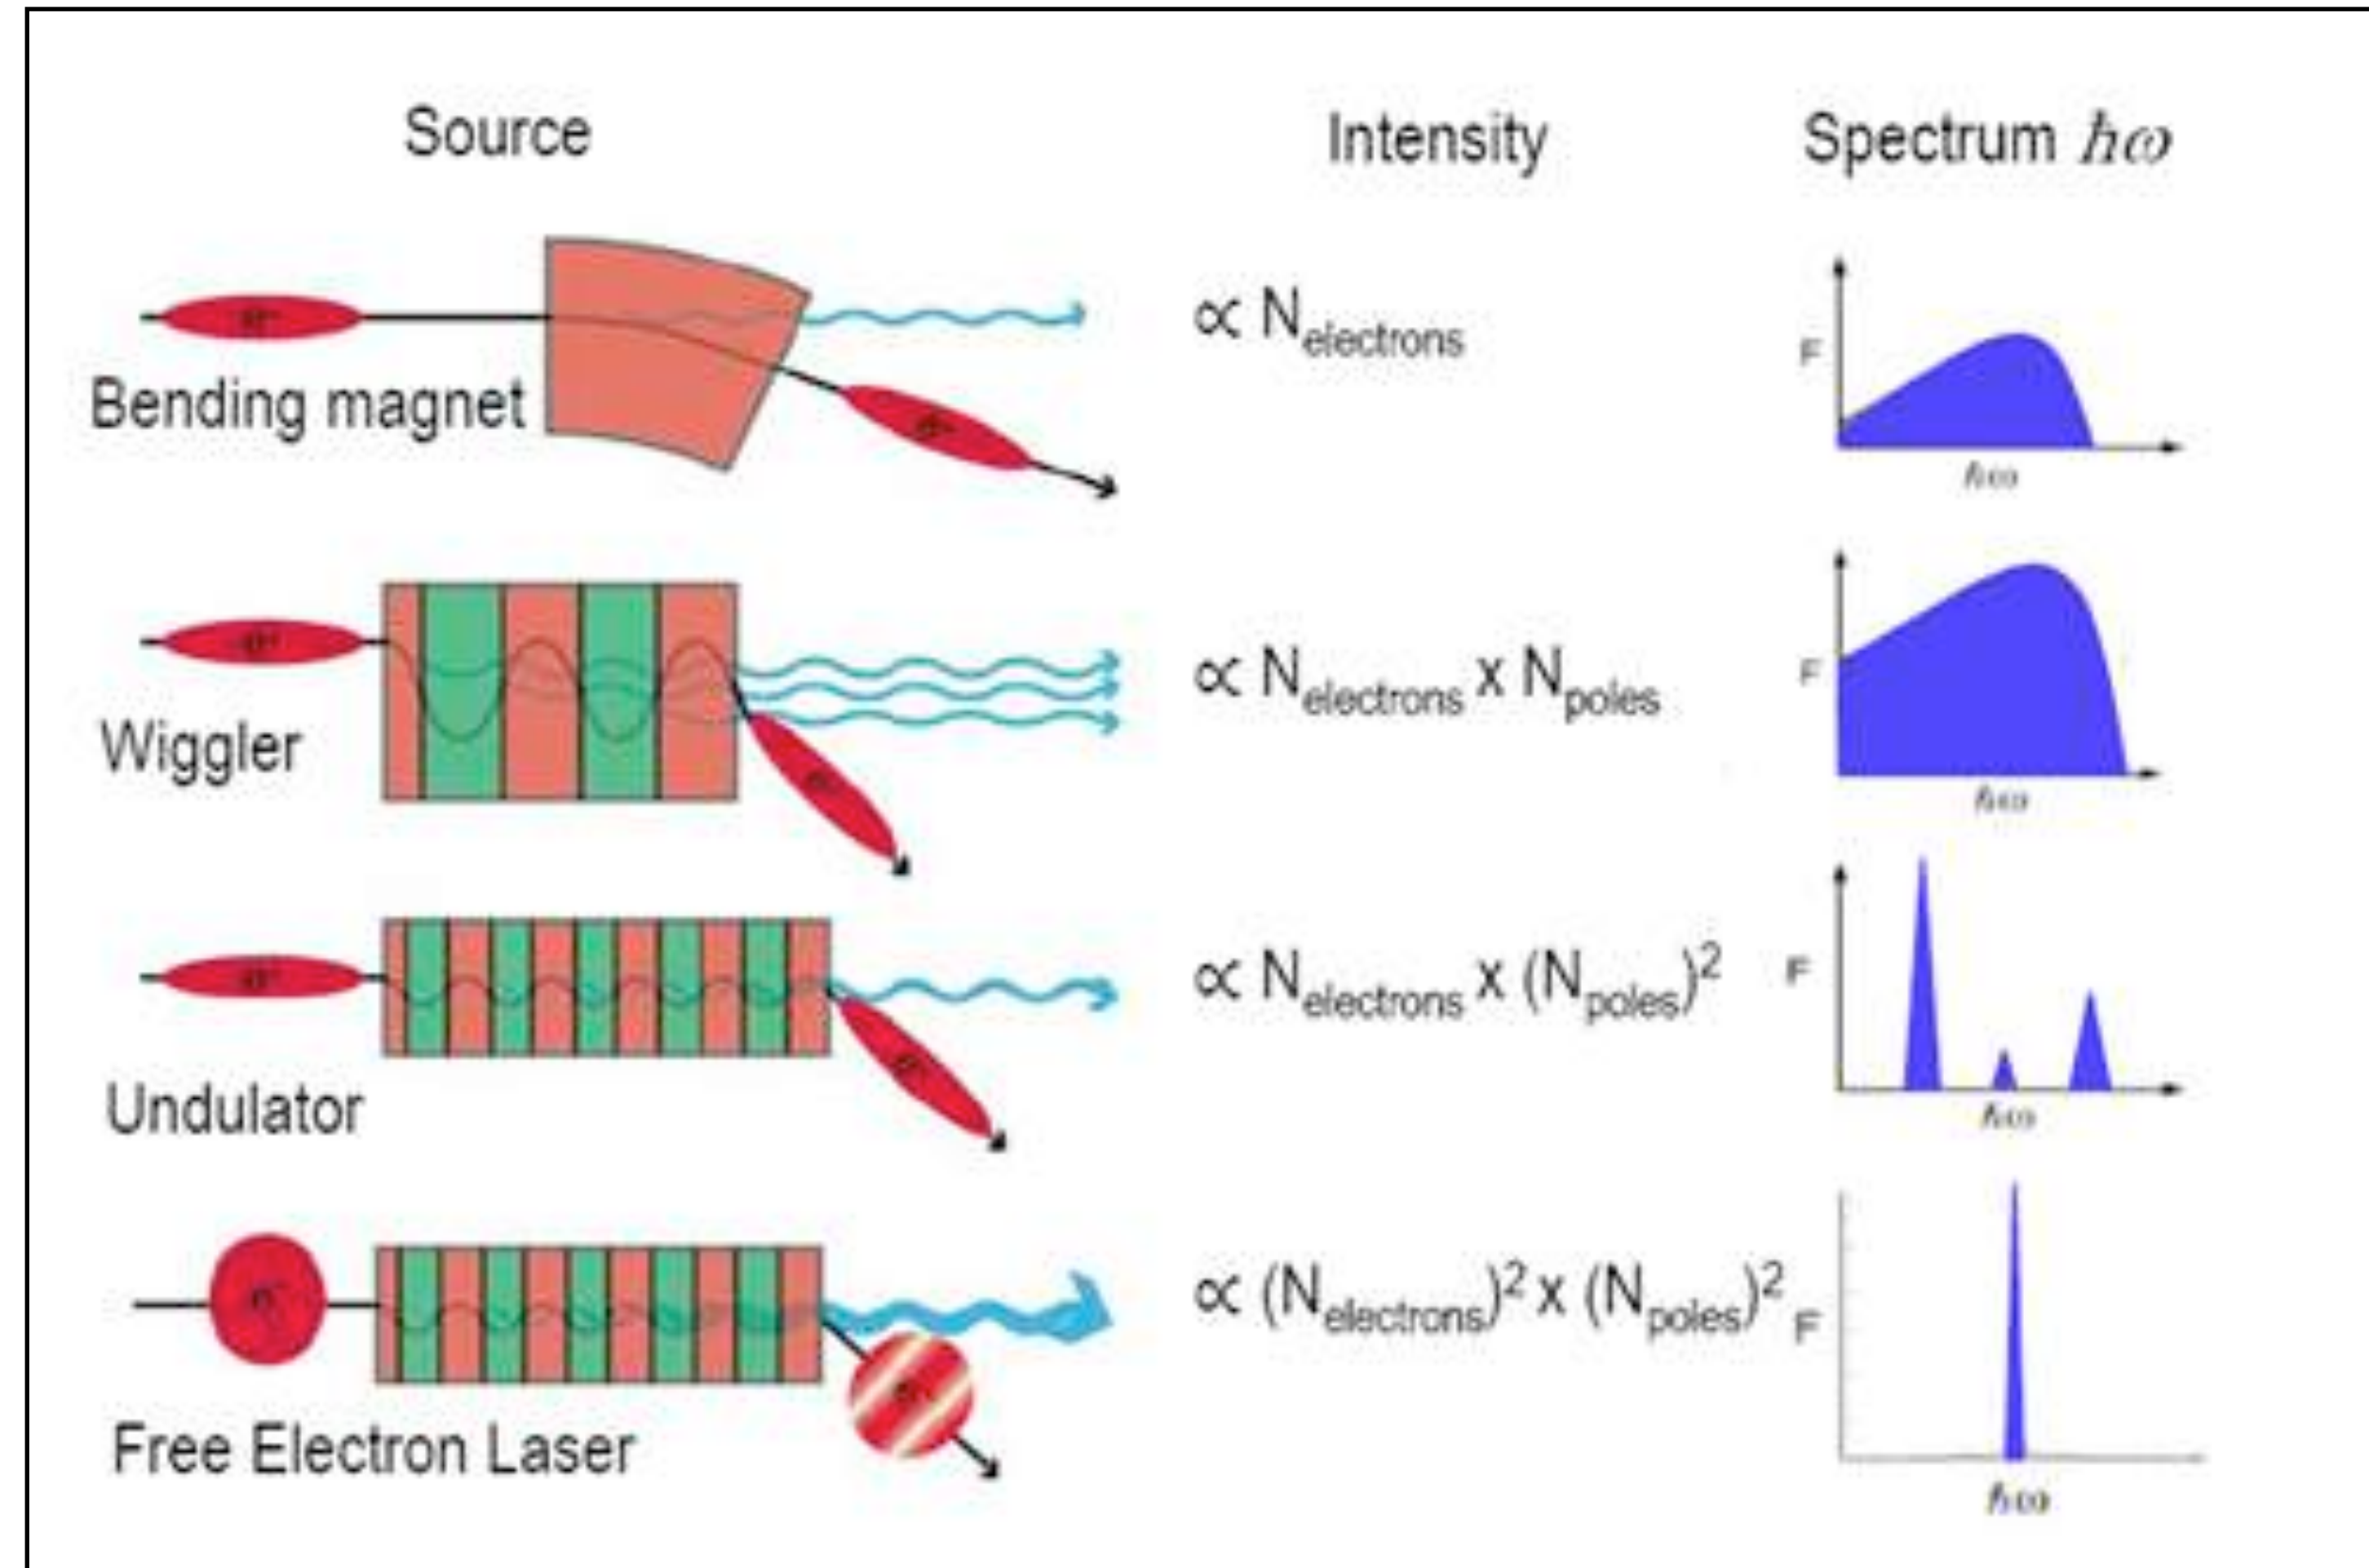 Source
Intensity
Spectrum ħω
e⁻
Bending magnet
e⁻
∝ N_electrons
F
ħω
e⁻
Wiggler
e⁻
∝ N_electrons x N_poles
F
ħω
e⁻
Undulator
e⁻
∝ N_electrons x (N_poles)²
F
ħω
e⁻
Free Electron Laser
e⁻
∝ (N_electrons)² x (N_poles)²
F
ħω